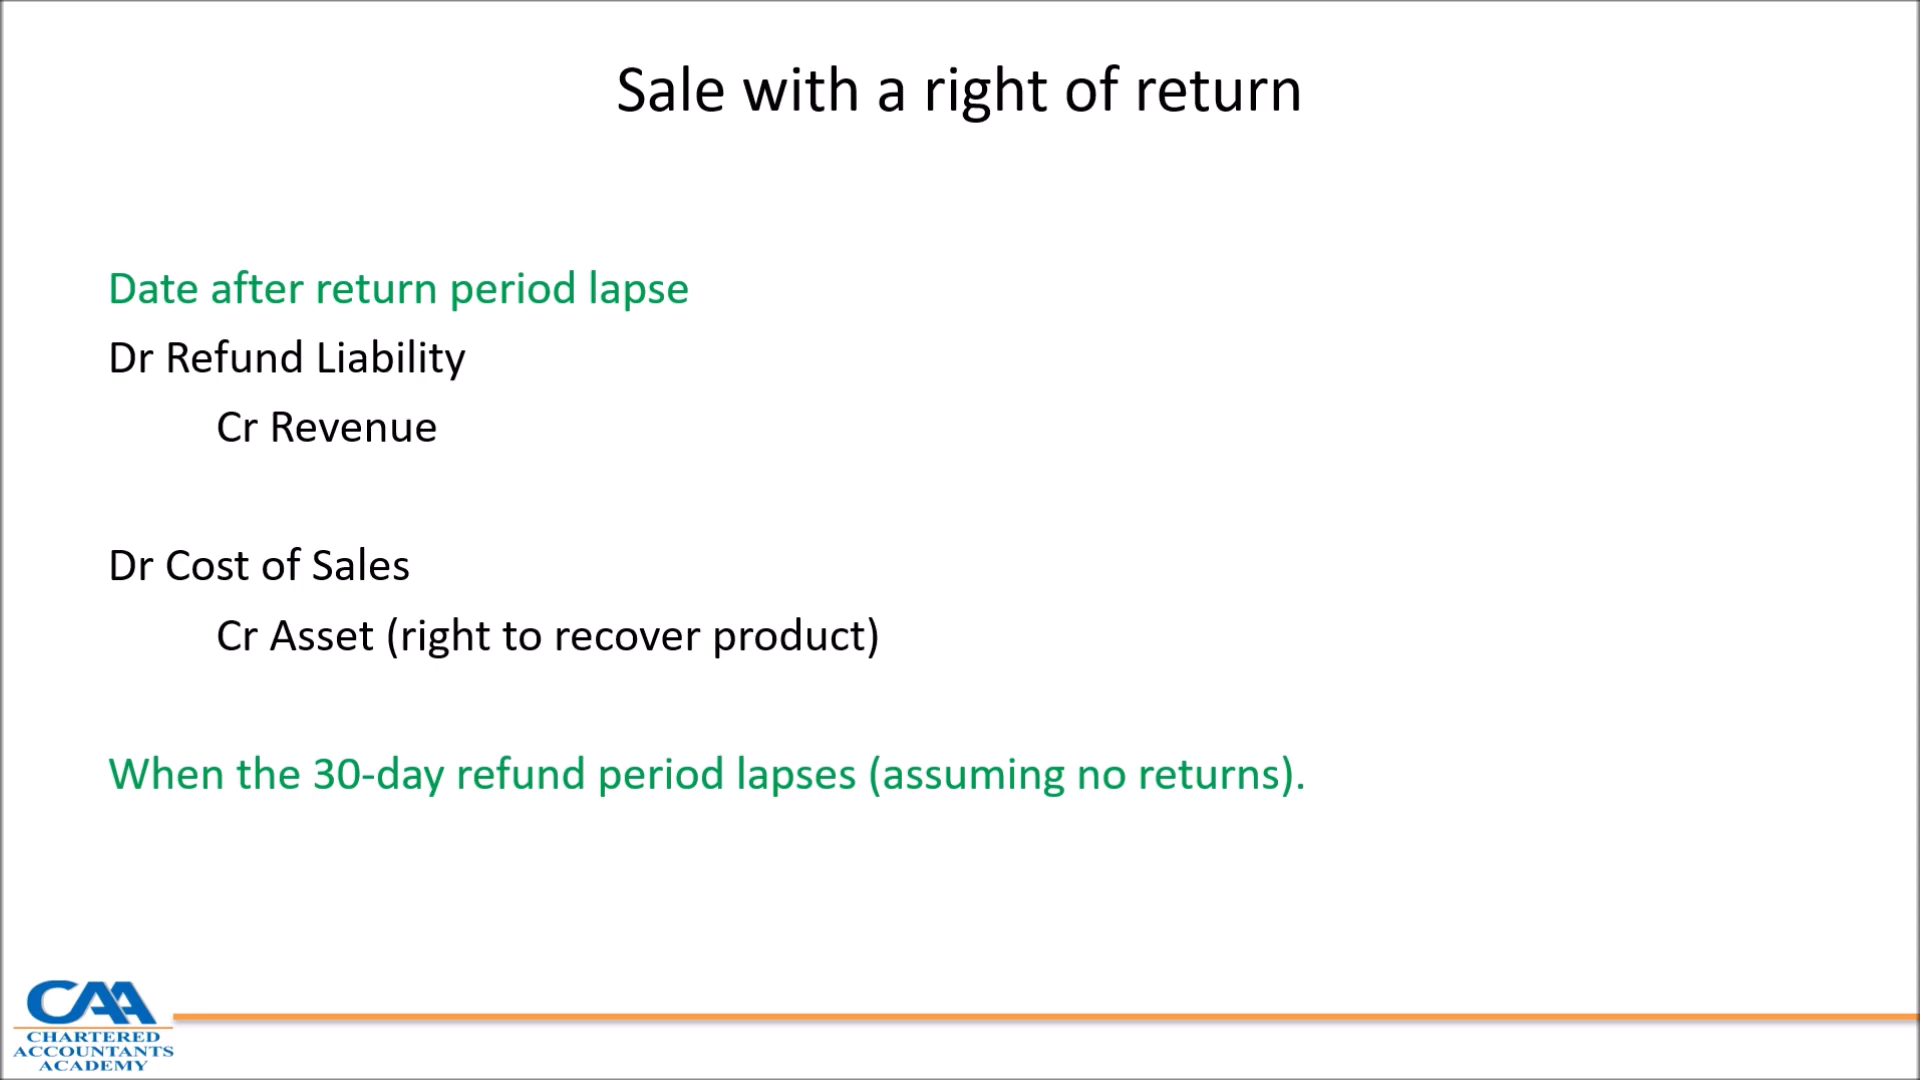 Sale with a right of return
Date after return period lapse
Dr Refund Liability
Cr Revenue
Dr Cost of Sales
Cr Asset (right to recover product)
When the 30-day refund period lapses (assuming no returns).
CAA
CHARTERED
ACCOUNTANTS
ACADEMY